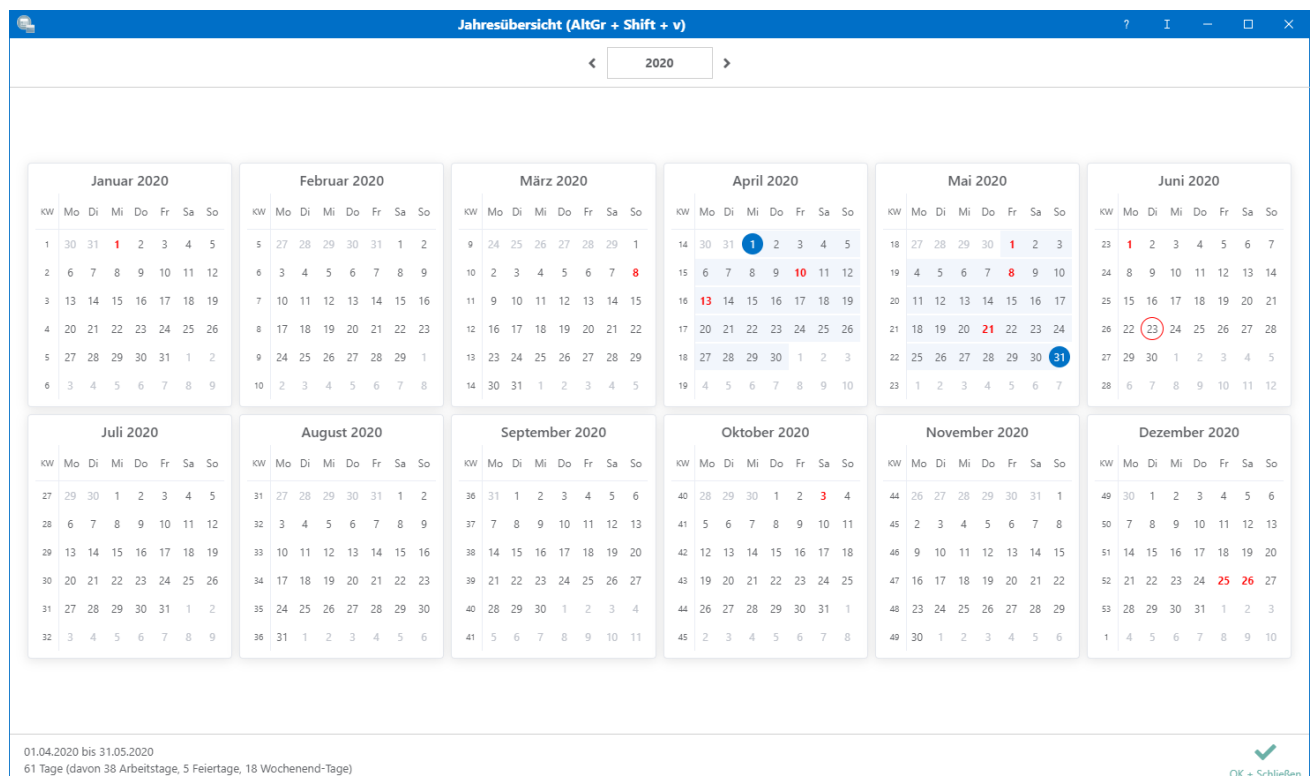 Jahresübersicht (AltGr + Shift + v)
2020
Januar 2020
KW Mo Di Mi Do Fr Sa So
1 30 31 1 2 3 4 5
2 6 7 8 9 10 11 12
3 13 14 15 16 17 18 19
4 20 21 22 23 24 25 26
5 27 28 29 30 31 1 2
6 3 4 5 6 7 8 9
Februar 2020
KW Mo Di Mi Do Fr Sa So
5 27 28 29 30 31 1 2
6 3 4 5 6 7 8 9
7 10 11 12 13 14 15 16
8 17 18 19 20 21 22 23
9 24 25 26 27 28 29 1
10 2 3 4 5 6 7 8
März 2020
KW Mo Di Mi Do Fr Sa So
9 24 25 26 27 28 29 1
10 2 3 4 5 6 7 8
11 9 10 11 12 13 14 15
12 16 17 18 19 20 21 22
13 23 24 25 26 27 28 29
14 30 31 1 2 3 4 5
April 2020
KW Mo Di Mi Do Fr Sa So
14 30 31 1 2 3 4 5
15 6 7 8 9 10 11 12
16 13 14 15 16 17 18 19
17 20 21 22 23 24 25 26
18 27 28 29 30 1 2 3
19 4 5 6 7 8 9 10
Mai 2020
KW Mo Di Mi Do Fr Sa So
18 27 28 29 30 1 2 3
19 4 5 6 7 8 9 10
20 11 12 13 14 15 16 17
21 18 19 20 21 22 23 24
22 25 26 27 28 29 30 31
23 1 2 3 4 5 6 7
Juni 2020
KW Mo Di Mi Do Fr Sa So
23 1 2 3 4 5 6 7
24 8 9 10 11 12 13 14
25 15 16 17 18 19 20 21
26 22 23 24 25 26 27 28
27 29 30 1 2 3 4 5
28 6 7 8 9 10 11 12
Juli 2020
KW Mo Di Mi Do Fr Sa So
27 29 30 1 2 3 4 5
28 6 7 8 9 10 11 12
29 13 14 15 16 17 18 19
30 20 21 22 23 24 25 26
31 27 28 29 30 31 1 2
32 3 4 5 6 7 8 9
August 2020
KW Mo Di Mi Do Fr Sa So
31 27 28 29 30 31 1 2
32 3 4 5 6 7 8 9
33 10 11 12 13 14 15 16
34 17 18 19 20 21 22 23
35 24 25 26 27 28 29 30
36 31 1 2 3 4 5 6
September 2020
KW Mo Di Mi Do Fr Sa So
36 31 1 2 3 4 5 6
37 7 8 9 10 11 12 13
38 14 15 16 17 18 19 20
39 21 22 23 24 25 26 27
40 28 29 30 1 2 3 4
41 5 6 7 8 9 10 11
Oktober 2020
KW Mo Di Mi Do Fr Sa So
40 28 29 30 1 2 3 4
41 5 6 7 8 9 10 11
42 12 13 14 15 16 17 18
43 19 20 21 22 23 24 25
44 26 27 28 29 30 31 1
45 2 3 4 5 6 7 8
November 2020
KW Mo Di Mi Do Fr Sa So
44 26 27 28 29 30 31 1
45 2 3 4 5 6 7 8
46 9 10 11 12 13 14 15
47 16 17 18 19 20 21 22
48 23 24 25 26 27 28 29
49 30 1 2 3 4 5 6
Dezember 2020
KW Mo Di Mi Do Fr Sa So
49 30 1 2 3 4 5 6
50 7 8 9 10 11 12 13
51 14 15 16 17 18 19 20
52 21 22 23 24 25 26 27
53 28 29 30 31 1 2 3
1 4 5 6 7 8 9 10
01.04.2020 bis 31.05.2020
61 Tage (davon 38 Arbeitstage, 5 Feiertage, 18 Wochenend-Tage)
OK + Schließen